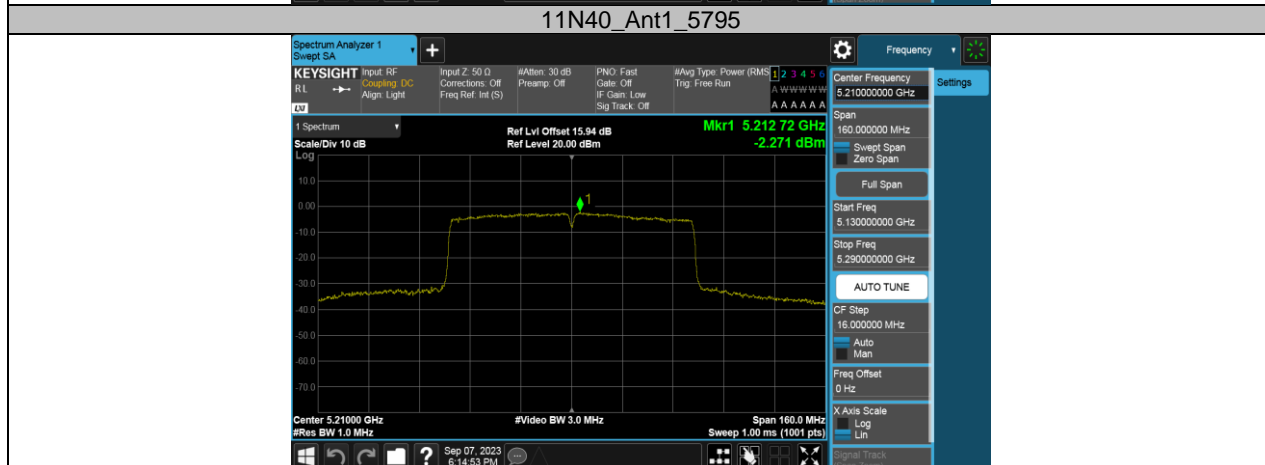 11N40_Ant1_5795
Spectrum Analyzer 1
Swept SA
+
Frequency
KEYSIGHT
RL
LXI
Input: RF
Coupling: DC
Align: Light
Input Z: 50 Ω
Corrections: Off
Freq Ref: Int (S)
#Atten: 30 dB
Preamp: Off
PNO: Fast
Gate: Off
IF Gain: Low
Sig Track: Off
#Avg Type: Power (RMS
Trig: Free Run
1 2 3 4 5 6
A W W W W W
A A A A A A
1 Spectrum
Scale/Div 10 dB
Ref Lvl Offset 15.94 dB
Ref Level 20.00 dBm
Mkr1 5.212 72 GHz
-2.271 dBm
Log
10.0
0.00
-10.0
-20.0
-30.0
-40.0
-50.0
-60.0
-70.0
1
Center 5.21000 GHz
#Res BW 1.0 MHz
#Video BW 3.0 MHz
Span 160.0 MHz
Sweep 1.00 ms (1001 pts)
Center Frequency
5.210000000 GHz
Settings
Span
160.000000 MHz
Swept Span
Zero Span
Full Span
Start Freq
5.130000000 GHz
Stop Freq
5.290000000 GHz
AUTO TUNE
CF Step
16.000000 MHz
Auto
Man
Freq Offset
0 Hz
X Axis Scale
Log
Lin
Signal Track
?
Sep 07, 2023
6:14:53 PM